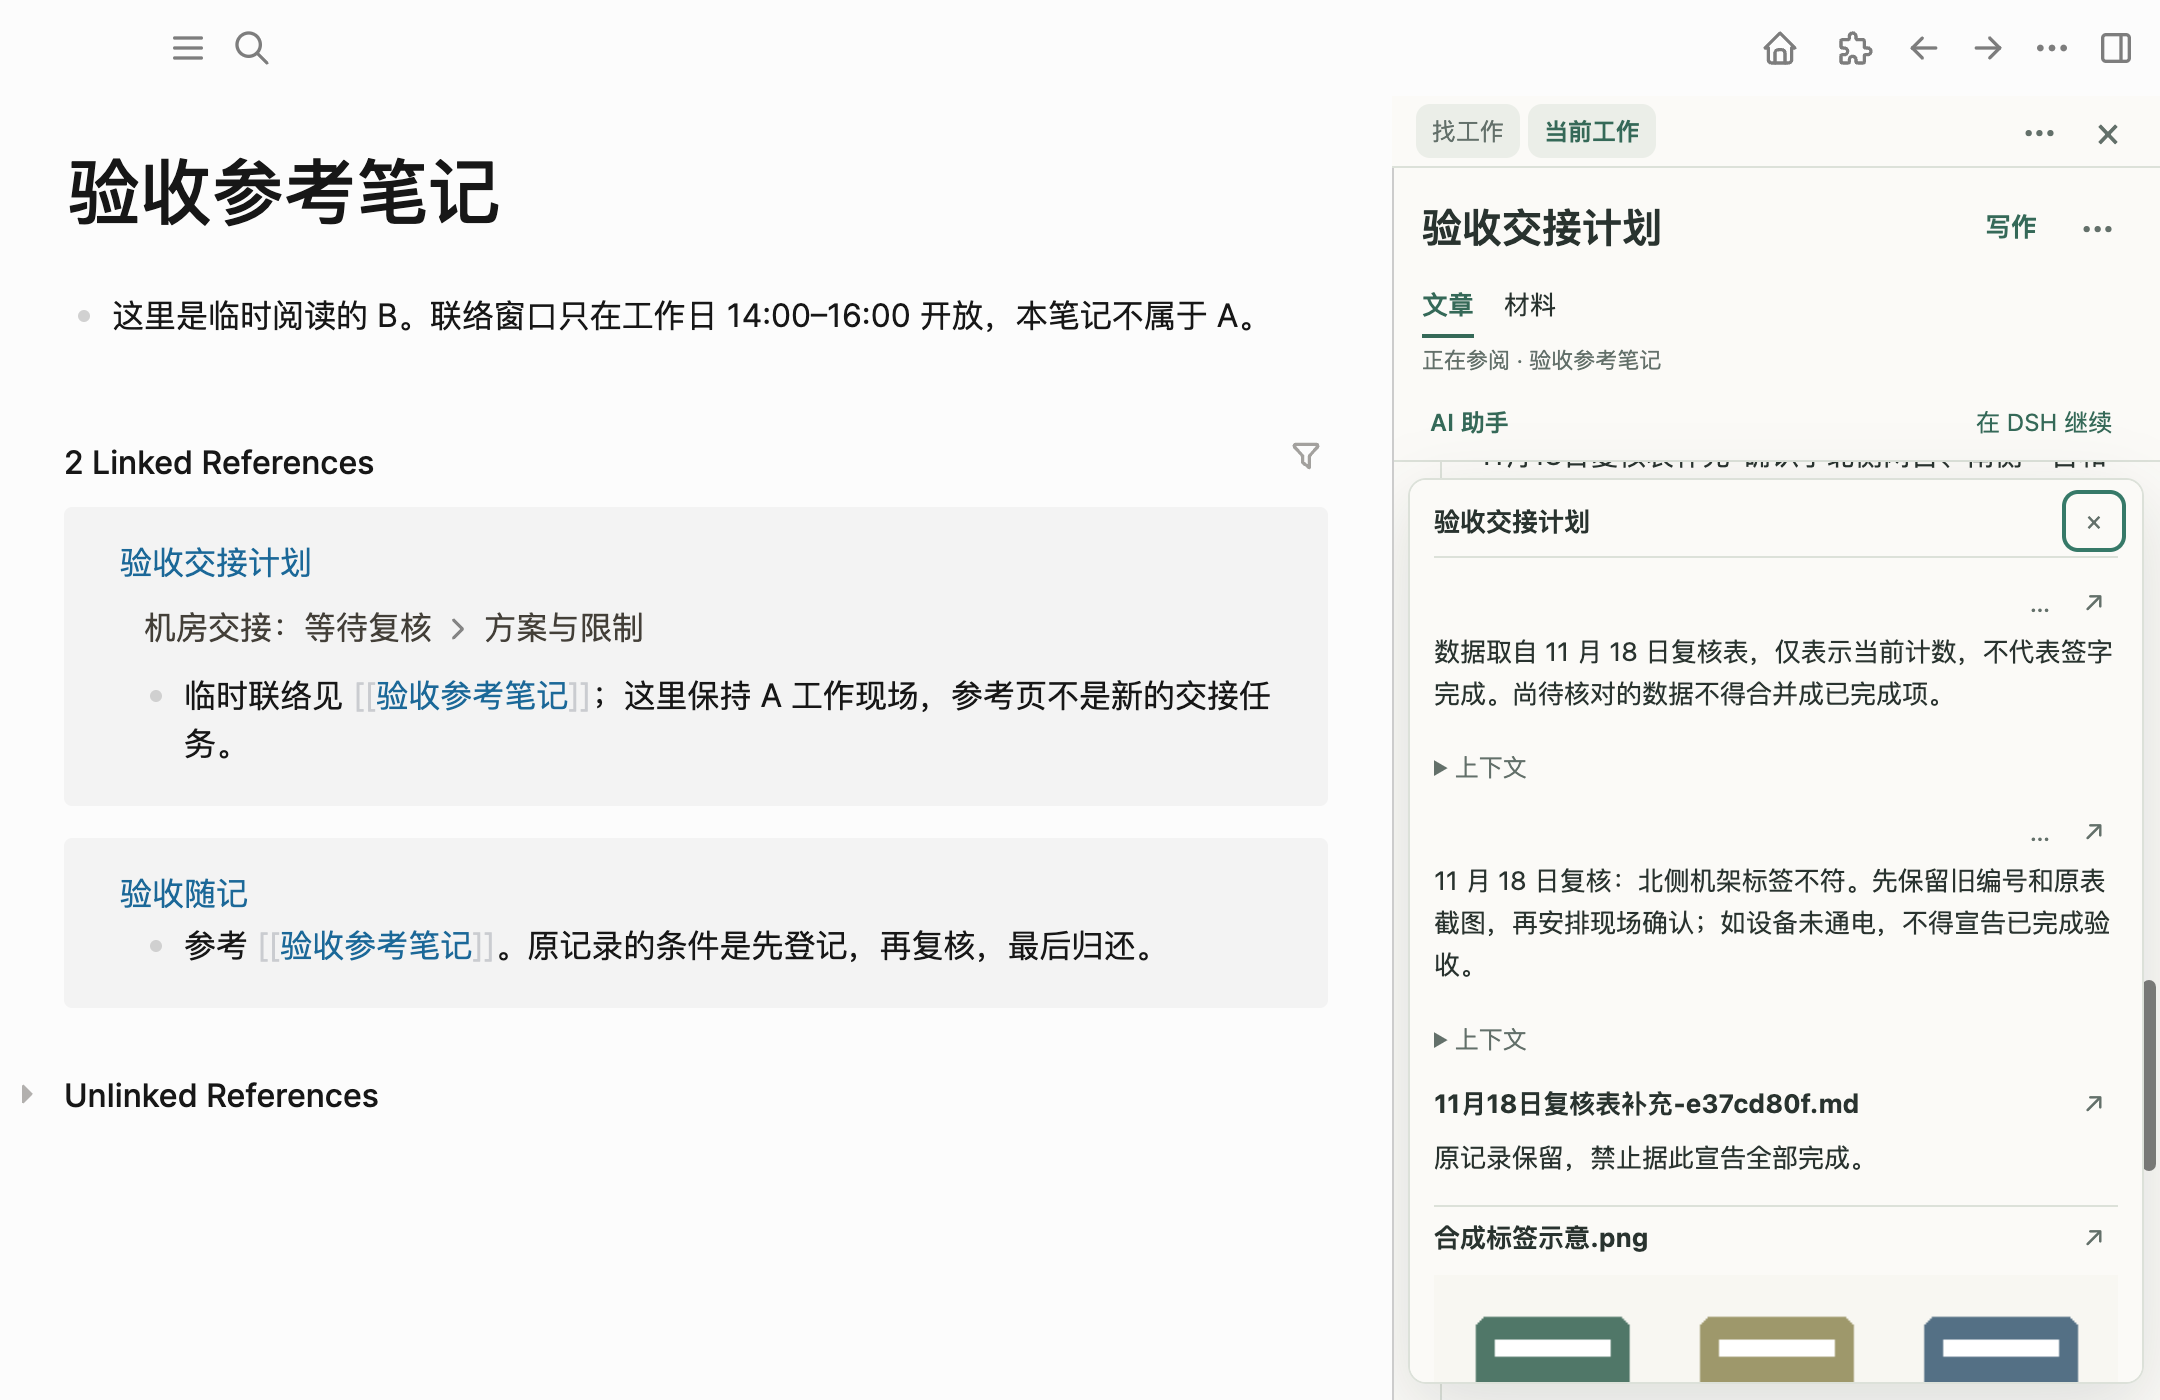 验收参考笔记
这里是临时阅读的 B。联络窗口只在工作日 14:00–16:00 开放，本笔记不属于 A。
2 Linked References
验收交接计划
机房交接：等待复核 > 方案与限制
临时联络见 [[验收参考笔记]]；这里保持 A 工作现场，参考页不是新的交接任
务。
验收随记
参考 [[验收参考笔记]]。原记录的条件是先登记，再复核，最后归还。
Unlinked References
找工作 当前工作
验收交接计划 写作
文章 材料
正在参阅 · 验收参考笔记
AI 助手 在 DSH 继续
验收交接计划
数据取自 11 月 18 日复核表，仅表示当前计数，不代表签字
完成。尚待核对的数据不得合并成已完成项。
上下文
11 月 18 日复核：北侧机架标签不符。先保留旧编号和原表
截图，再安排现场确认；如设备未通电，不得宣告已完成验
收。
上下文
11月18日复核表补充-e37cd80f.md
原记录保留，禁止据此宣告全部完成。
合成标签示意.png